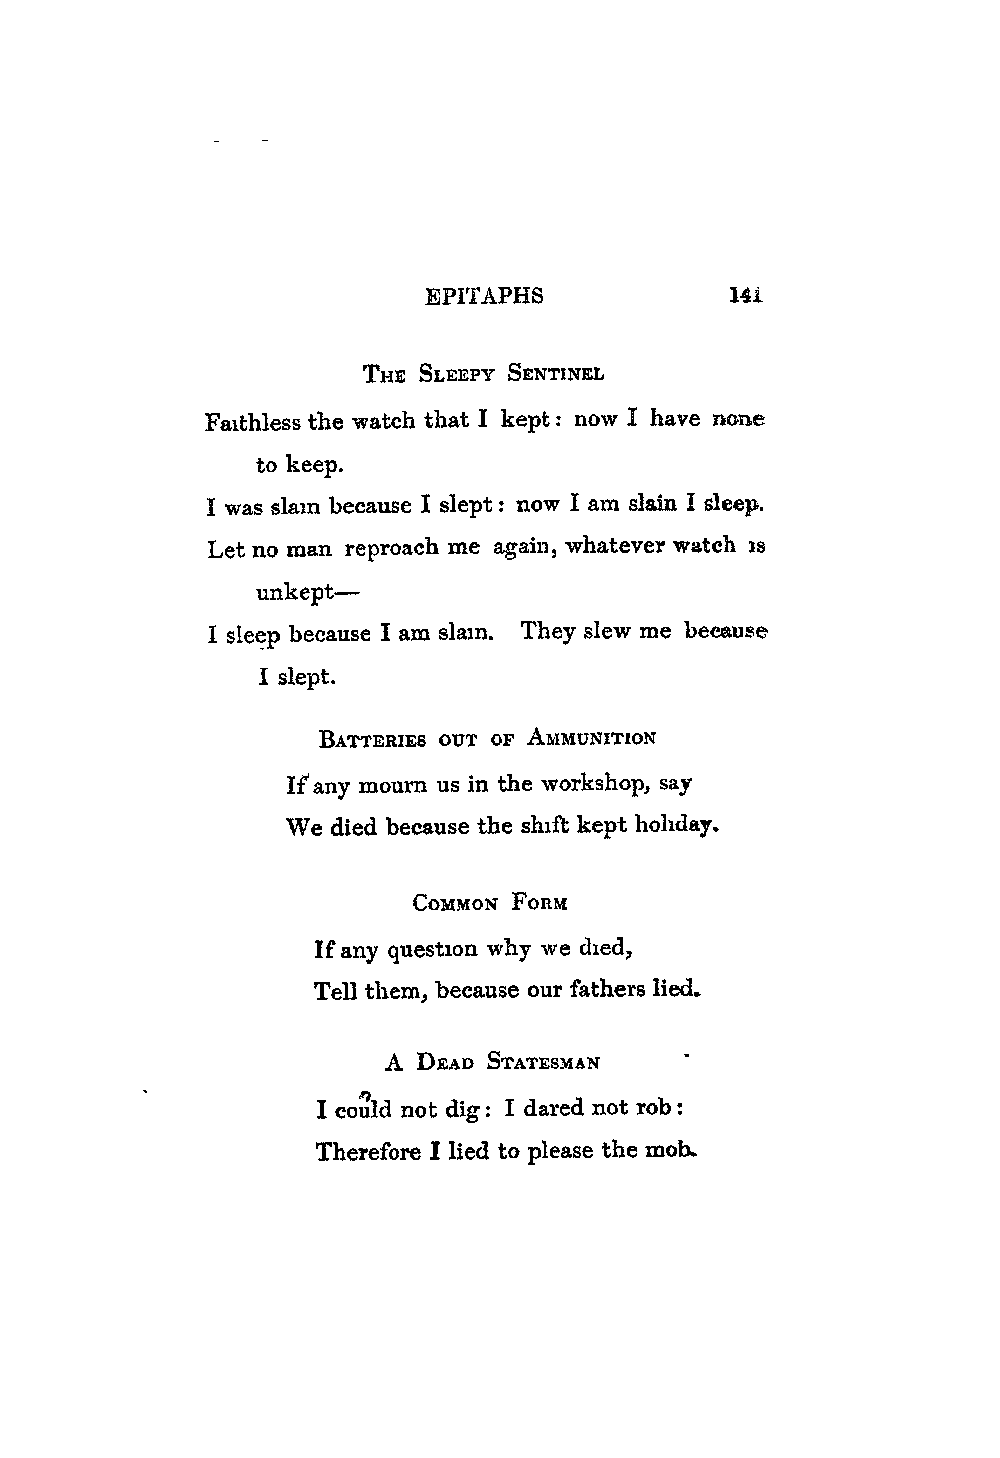 EPITAPHS 141
The Sleepy Sentinel
Faithless the watch that I kept: now I have none
to keep.
I was slain because I slept: now I am slain I sleep.
Let no man reproach me again, whatever watch is
unkept—
I sleep because I am slain. They slew me because
I slept.
Batteries out of Ammunition
If any mourn us in the workshop, say
We died because the shift kept holiday.
Common Form
If any question why we died,
Tell them, because our fathers lied.
A Dead Statesman
I could not dig: I dared not rob:
Therefore I lied to please the mob.